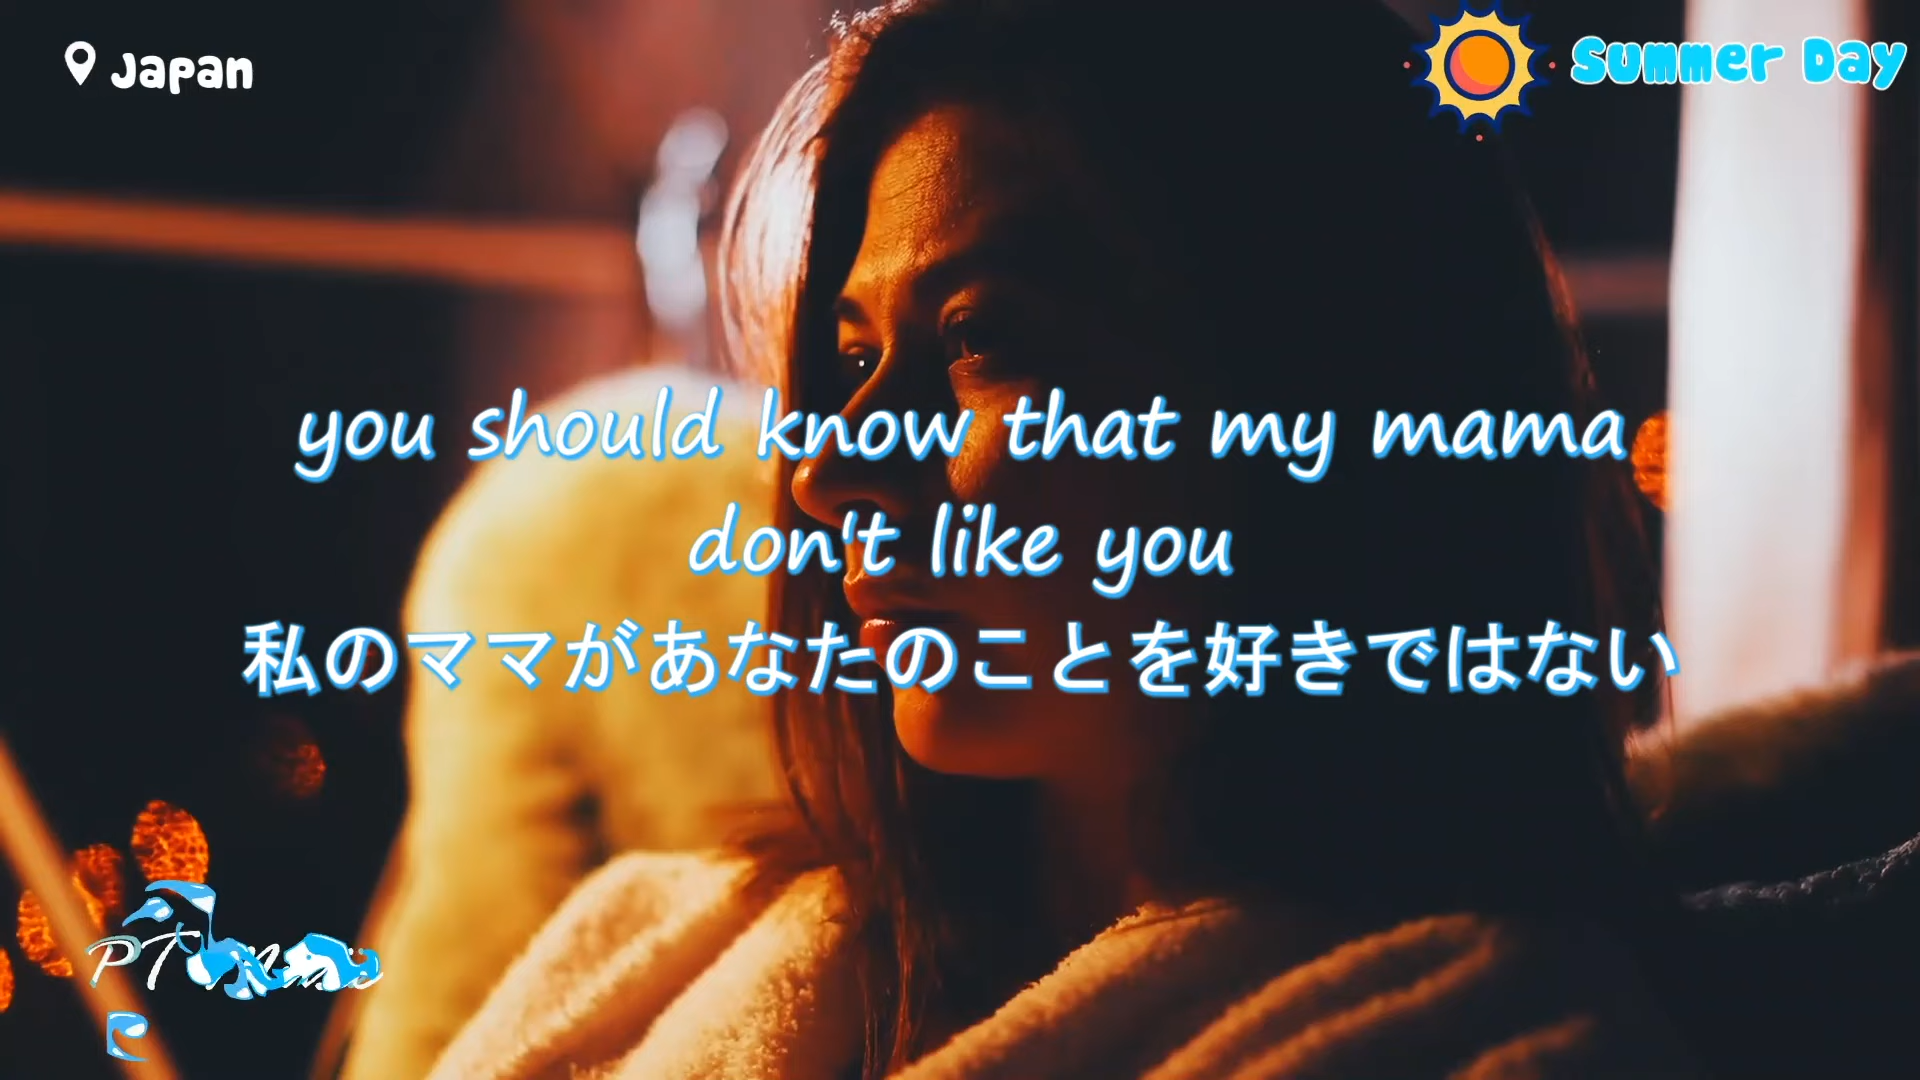 Japan
Summer Day
you should know that my mama
don't like you
私のママがあなたのことを好きではない
PT